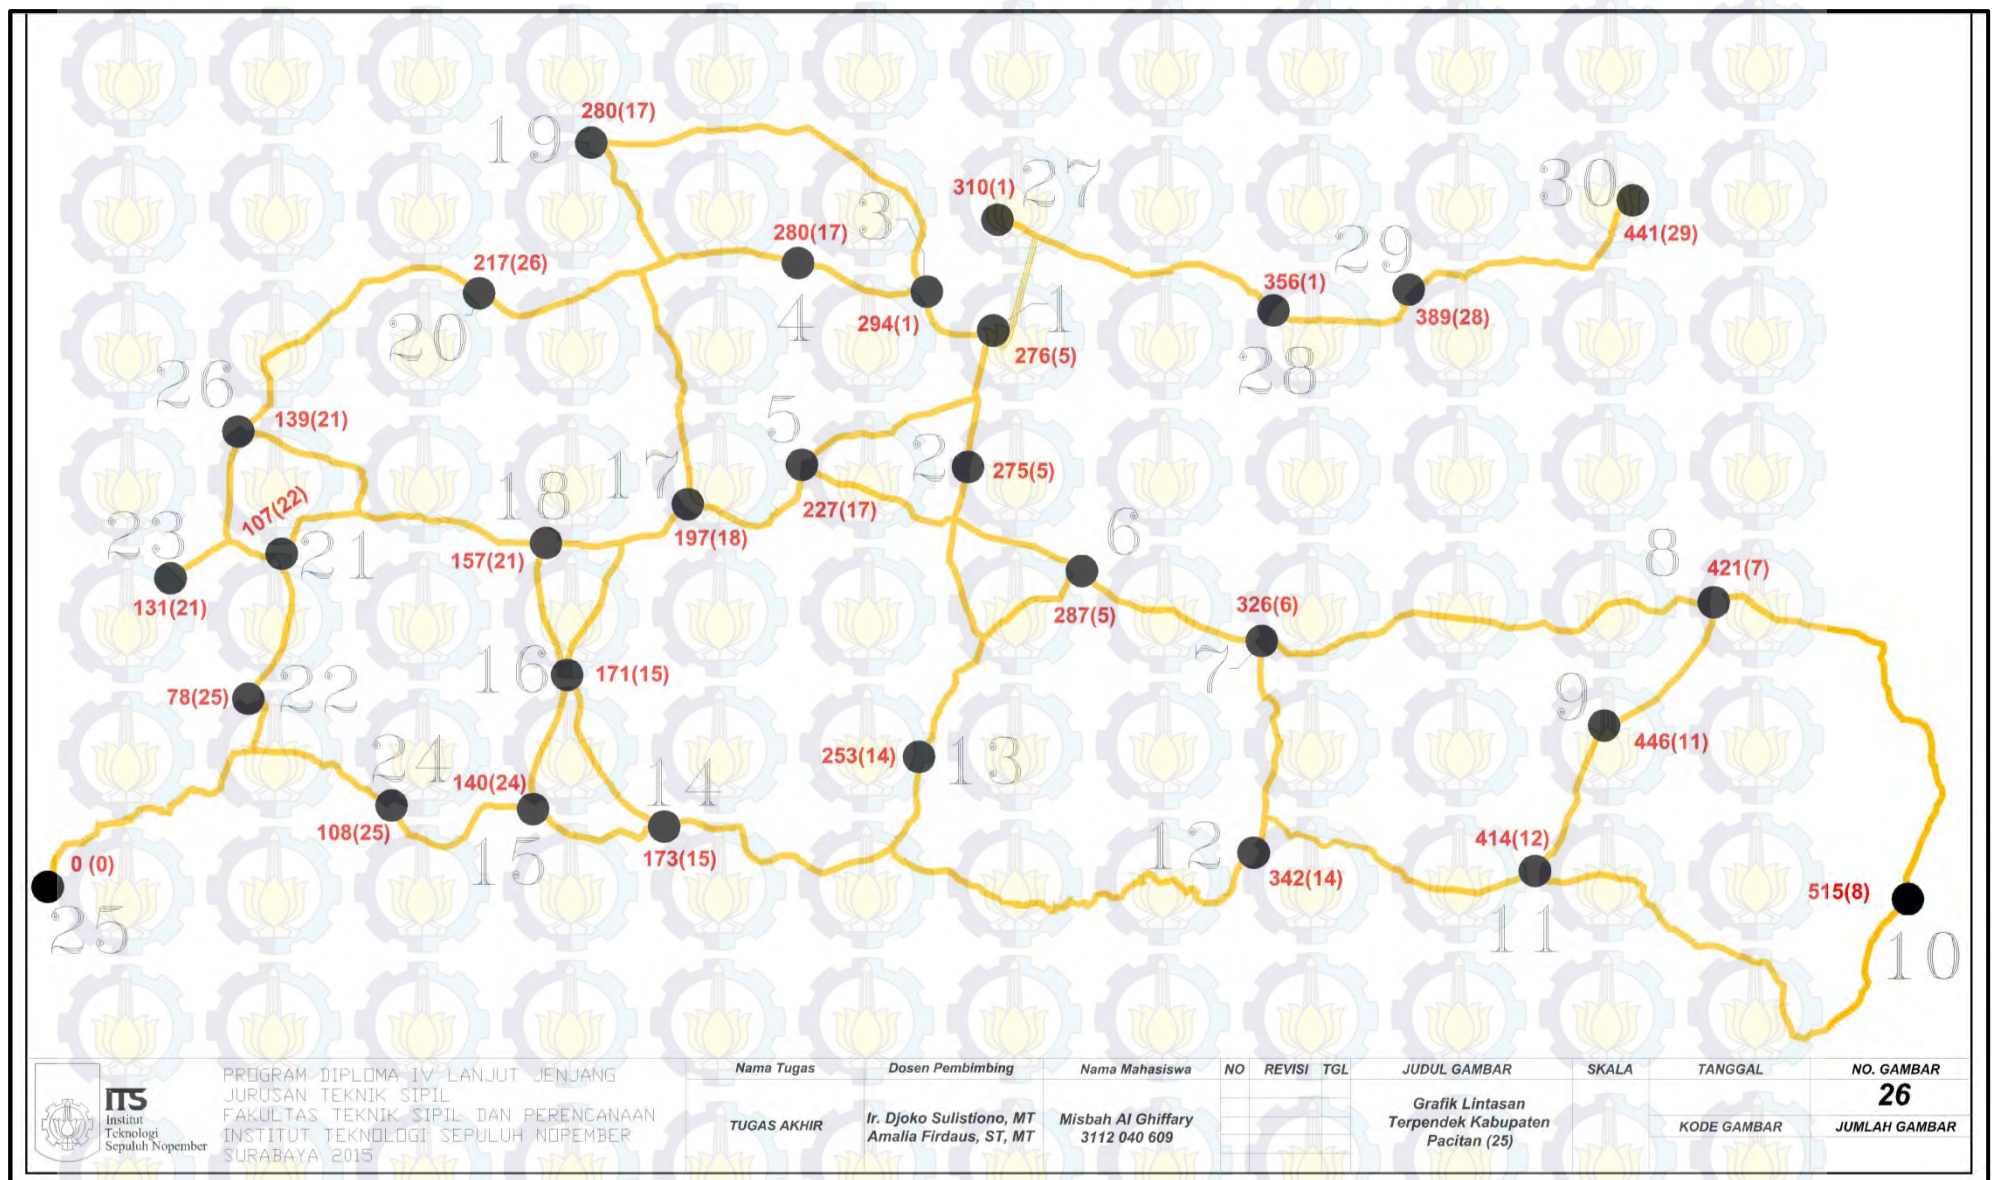 280(17)
19
27
310(1)
30
3
280(17)
441(29)
29
217(26)
356(1)
1
4
294(1)
389(28)
20
276(5)
28
26
5
139(21)
2
275(5)
17
18
107(22)
227(17)
6
23
197(18)
8
157(21)
21
421(7)
131(21)
287(5)
326(6)
7
16
171(15)
22
78(25)
9
446(11)
253(14)
13
24
140(24)
14
108(25)
414(12)
12
173(15)
0 (0)
15
342(14)
515(8)
25
11
10
ITS
Institut
Teknologi
Sepuluh Nopember
PROGRAM DIPLOMA IV LANJUT JENJANG
JURUSAN TEKNIK SIPIL
FAKULTAS TEKNIK SIPIL DAN PERENCANAAN
INSTITUT TEKNOLOGI SEPULUH NOPEMBER
SURABAYA 2015
Nama Tugas
TUGAS AKHIR
Dosen Pembimbing
Ir. Djoko Sulistiono, MT
Amalia Firdaus, ST, MT
Nama Mahasiswa
Misbah Al Ghiffary
3112 040 609
NO REVISI TGL
JUDUL GAMBAR
Grafik Lintasan
Terpendek Kabupaten
Pacitan (25)
SKALA
TANGGAL
KODE GAMBAR
NO. GAMBAR
26
JUMLAH GAMBAR